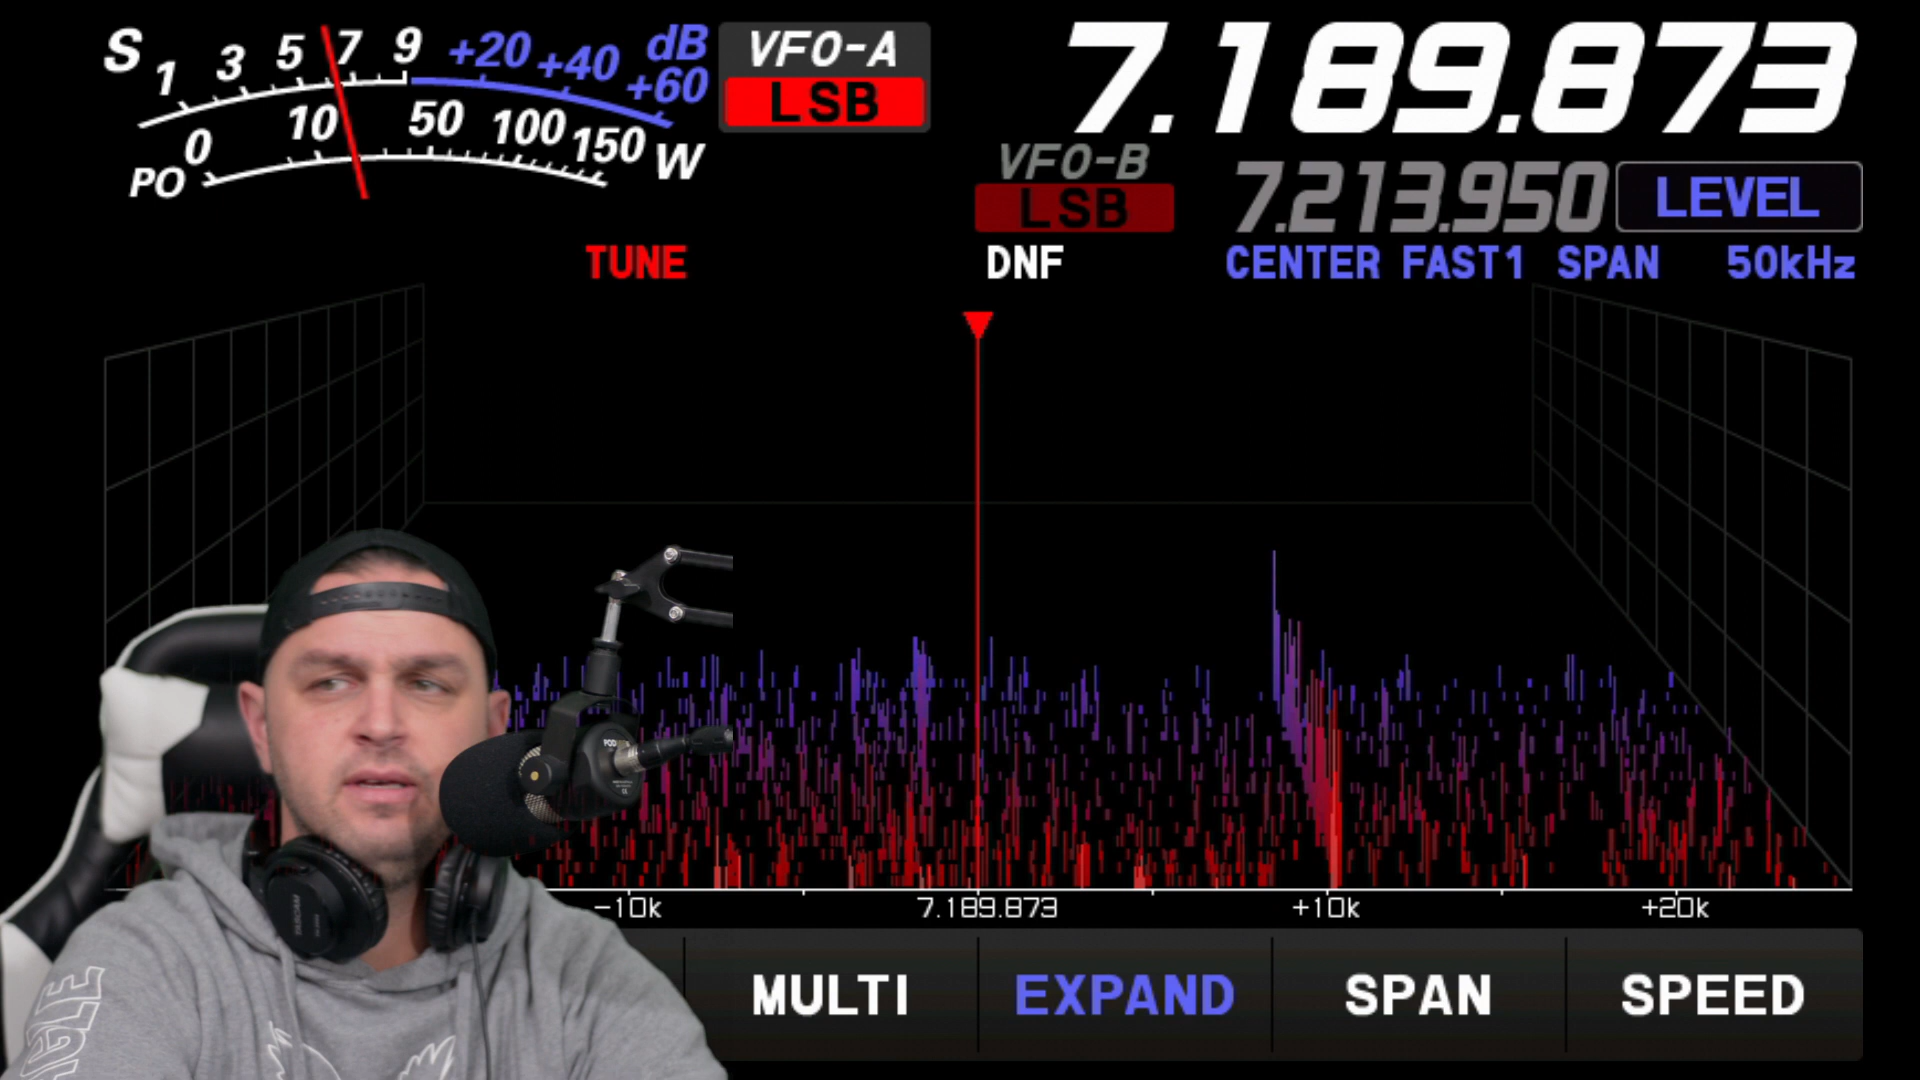 S 1 3 5 7 9 +20 +40 +60 dB
PO 0 10 50 100 150 W
VFO-A
LSB
7.189.873
VFO-B
LSB
7.213.950
LEVEL
TUNE
DNF
CENTER FAST1 SPAN 50kHz
-10k 7.189.873 +10k +20k
MULTI EXPAND SPAN SPEED
POD
TASCAM